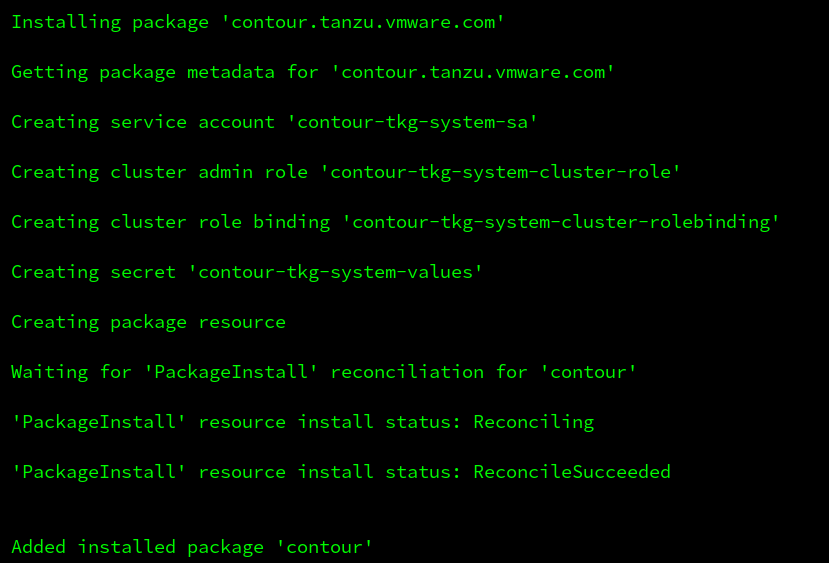 Installing package 'contour.tanzu.vmware.com'
Getting package metadata for 'contour.tanzu.vmware.com'
Creating service account 'contour-tkg-system-sa'
Creating cluster admin role 'contour-tkg-system-cluster-role'
Creating cluster role binding 'contour-tkg-system-cluster-rolebinding'
Creating secret 'contour-tkg-system-values'
Creating package resource
Waiting for 'PackageInstall' reconciliation for 'contour'
'PackageInstall' resource install status: Reconciling
'PackageInstall' resource install status: ReconcileSucceeded
Added installed package 'contour'